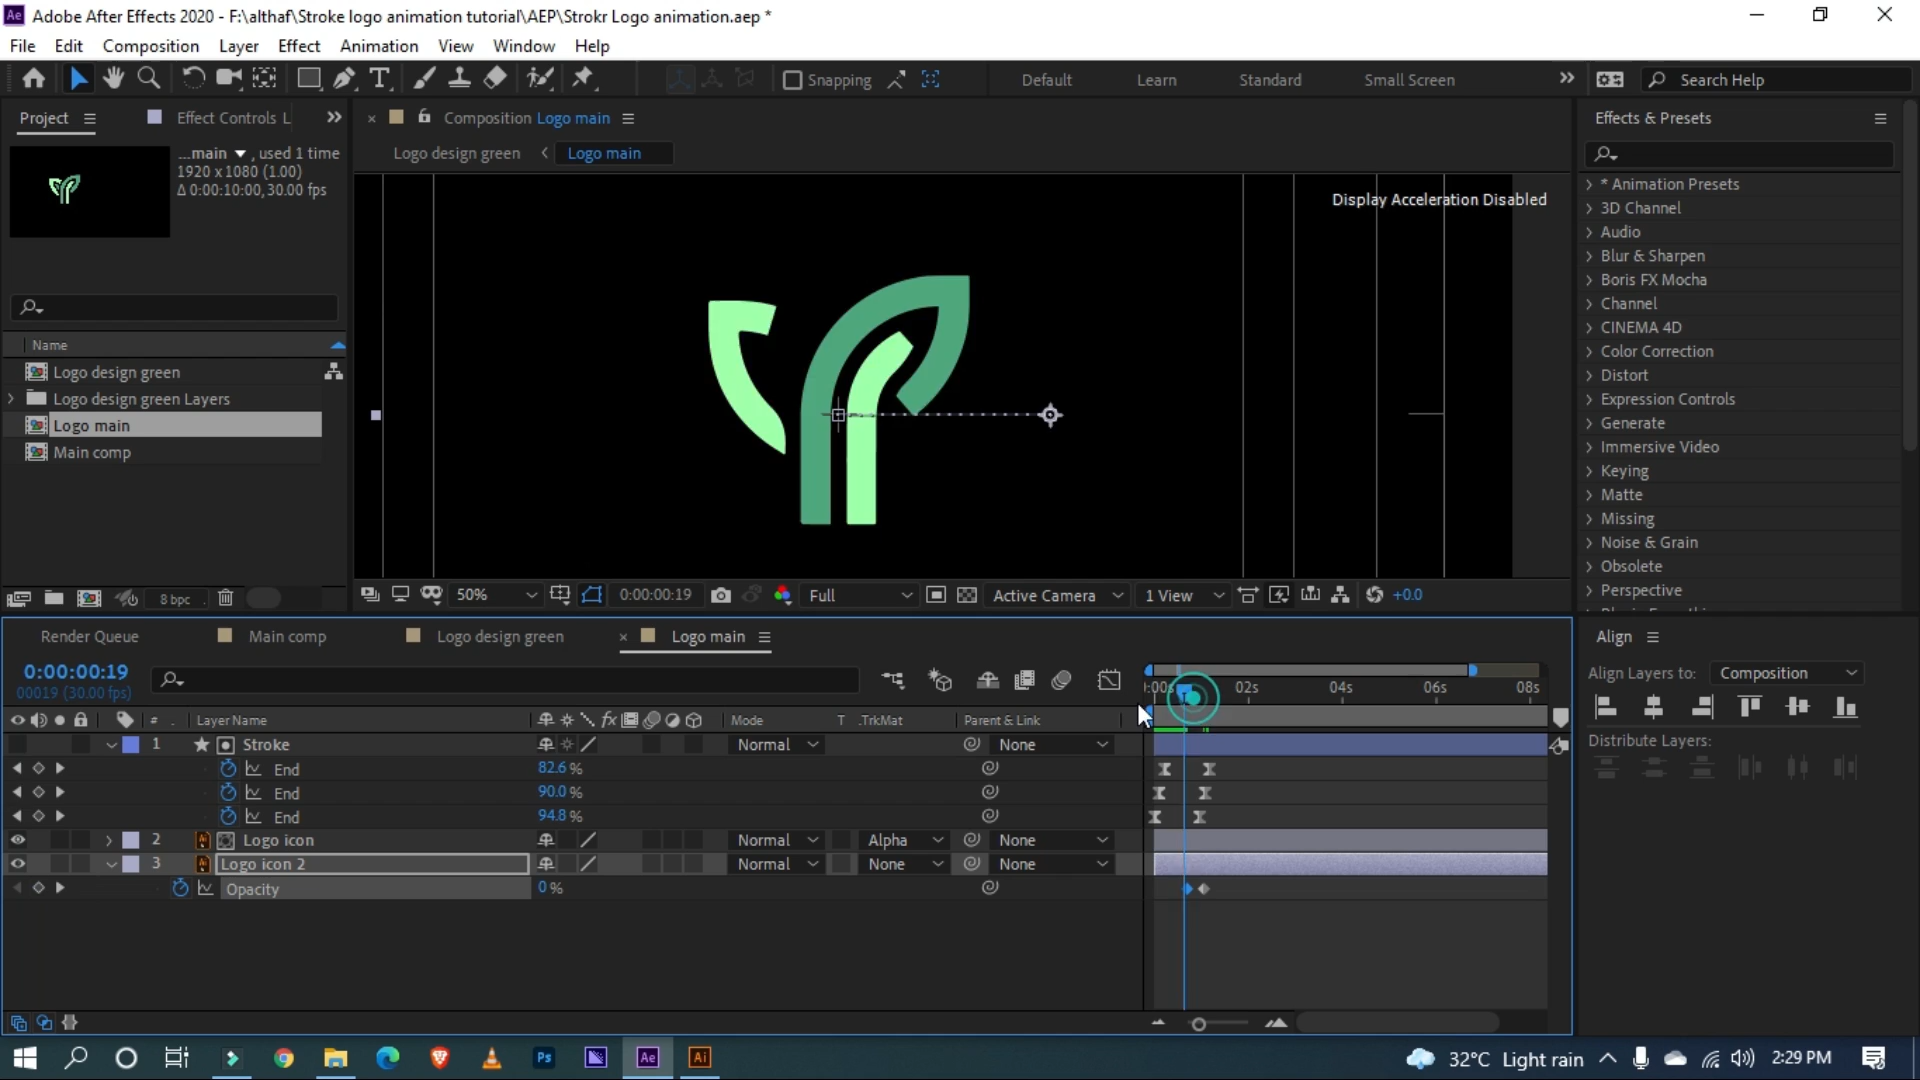 Ae Adobe After Effects 2020 - F:\althaf\Stroke logo animation tutorial\AEP\Strokr Logo animation.aep *
File Edit Composition Layer Effect Animation View Window Help
Snapping Default Learn Standard Small Screen Search Help
Project Effect Controls L
Composition Logo main
Effects & Presets
Logo design green Logo main
...main , used 1 time
1920 x 1080 (1.00)
Δ 0:00:10:00, 30.00 fps
Display Acceleration Disabled
* Animation Presets
3D Channel
Audio
Blur & Sharpen
Boris FX Mocha
Channel
CINEMA 4D
Color Correction
Distort
Expression Controls
Generate
Immersive Video
Keying
Matte
Missing
Noise & Grain
Obsolete
Perspective
Name
Logo design green
Logo design green Layers
Logo main
Main comp
8 bpc
50% 0:00:00:19 Full Active Camera 1 View +0.0
Render Queue Main comp Logo design green Logo main
Align
0:00:00:19
00019 (30.00 fps)
:00s 02s 04s 06s 08s
Align Layers to: Composition
# Layer Name fx Mode T .TrkMat Parent & Link
1 Stroke Normal None
Distribute Layers:
End 82.6 %
End 90.0 %
End 94.8 %
2 Logo icon Normal Alpha None
3 Logo icon 2 Normal None None
Opacity 0 %
Ps Ae Ai 32°C Light rain 2:29 PM